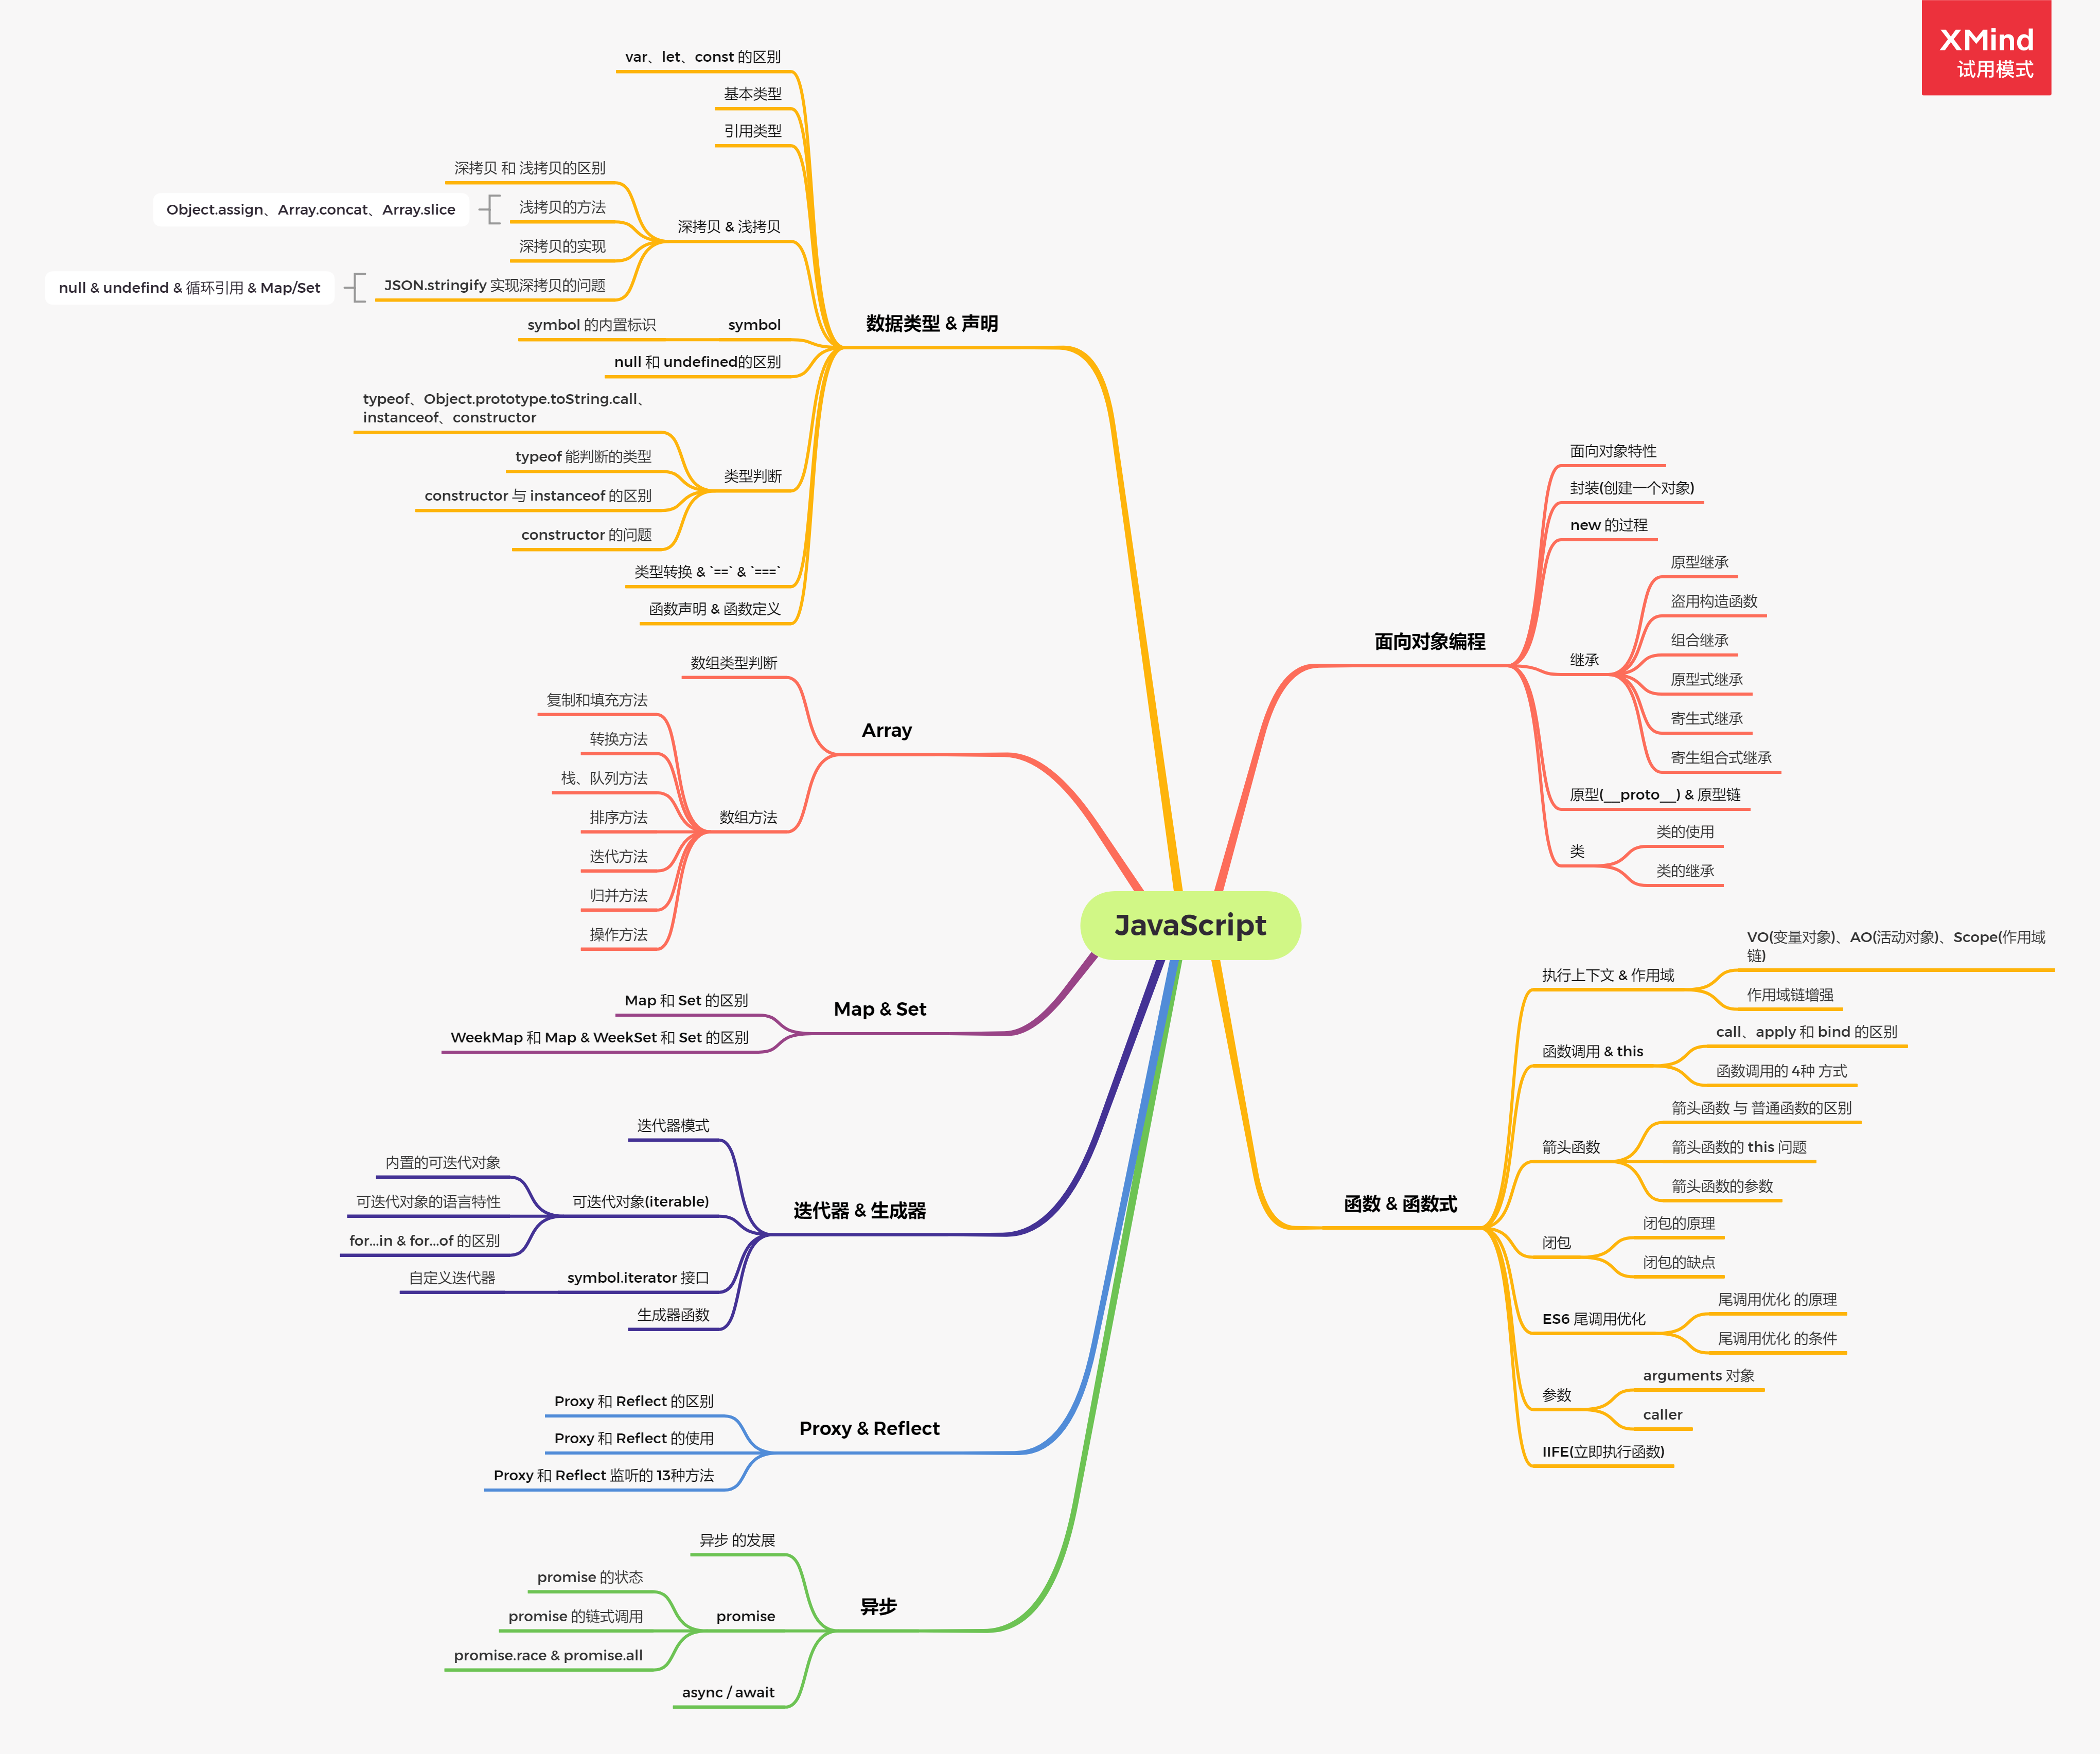 XMind
试用模式
JavaScript
数据类型 & 声明
var、let、const 的区别
基本类型
引用类型
深拷贝 & 浅拷贝
深拷贝 和 浅拷贝的区别
浅拷贝的方法
Object.assign、Array.concat、Array.slice
深拷贝的实现
JSON.stringify 实现深拷贝的问题
null & undefind & 循环引用 & Map/Set
symbol
symbol 的内置标识
null 和 undefined的区别
类型判断
typeof、Object.prototype.toString.call、
instanceof、constructor
typeof 能判断的类型
constructor 与 instanceof 的区别
constructor 的问题
类型转换 & `==` & `===`
函数声明 & 函数定义
Array
数组类型判断
数组方法
复制和填充方法
转换方法
栈、队列方法
排序方法
迭代方法
归并方法
操作方法
Map & Set
Map 和 Set 的区别
WeekMap 和 Map & WeekSet 和 Set 的区别
迭代器 & 生成器
迭代器模式
可迭代对象(iterable)
内置的可迭代对象
可迭代对象的语言特性
for...in & for...of 的区别
symbol.iterator 接口
自定义迭代器
生成器函数
Proxy & Reflect
Proxy 和 Reflect 的区别
Proxy 和 Reflect 的使用
Proxy 和 Reflect 监听的 13种方法
异步
异步 的发展
promise
promise 的状态
promise 的链式调用
promise.race & promise.all
async / await
面向对象编程
面向对象特性
封装(创建一个对象)
new 的过程
继承
原型继承
盗用构造函数
组合继承
原型式继承
寄生式继承
寄生组合式继承
原型(__proto__) & 原型链
类
类的使用
类的继承
函数 & 函数式
执行上下文 & 作用域
VO(变量对象)、AO(活动对象)、Scope(作用域
链)
作用域链增强
函数调用 & this
call、apply 和 bind 的区别
函数调用的 4种 方式
箭头函数
箭头函数 与 普通函数的区别
箭头函数的 this 问题
箭头函数的参数
闭包
闭包的原理
闭包的缺点
ES6 尾调用优化
尾调用优化 的原理
尾调用优化 的条件
参数
arguments 对象
caller
IIFE(立即执行函数)